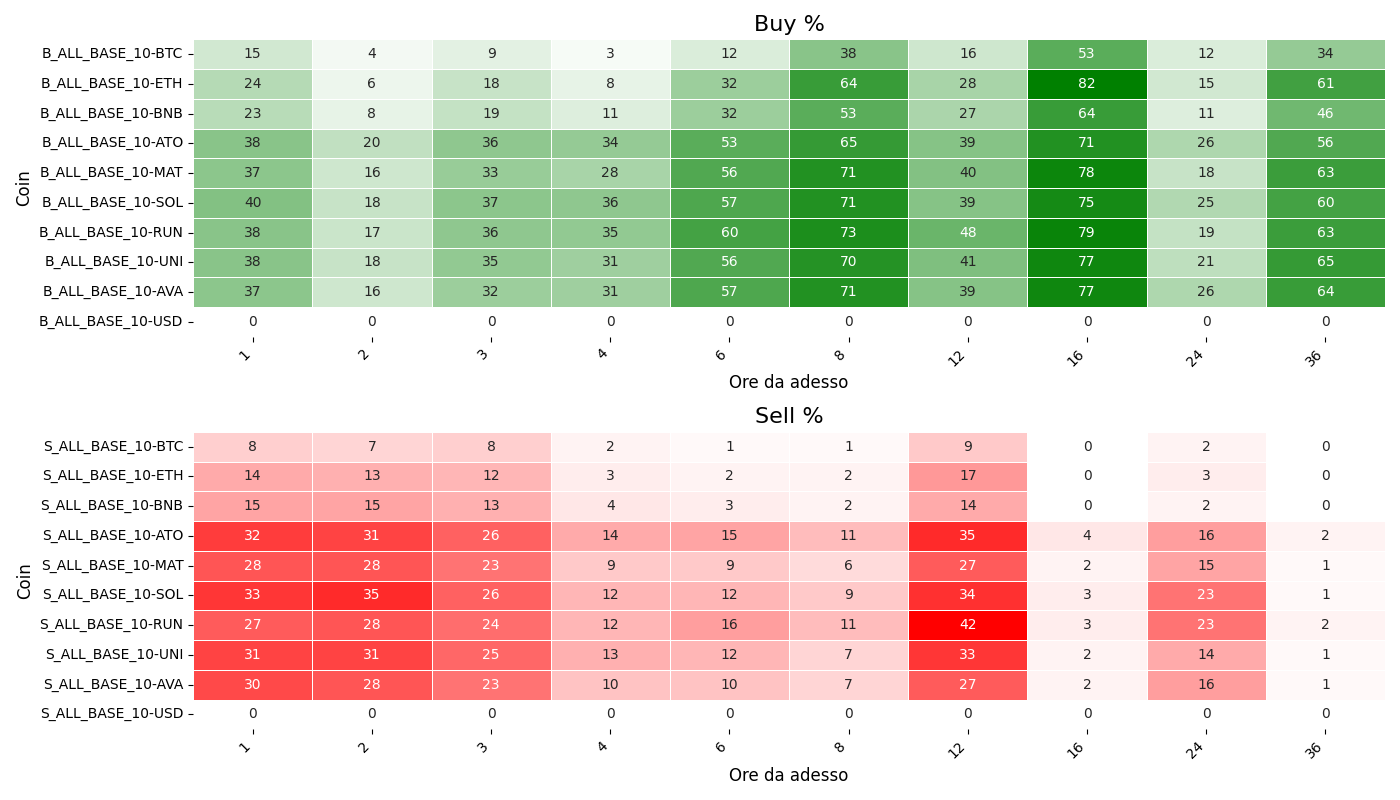 Buy %
Coin
B_ALL_BASE_10-BTC 15 4 9 3 12 38 16 53 12 34
B_ALL_BASE_10-ETH 24 6 18 8 32 64 28 82 15 61
B_ALL_BASE_10-BNB 23 8 19 11 32 53 27 64 11 46
B_ALL_BASE_10-ATO 38 20 36 34 53 65 39 71 26 56
B_ALL_BASE_10-MAT 37 16 33 28 56 71 40 78 18 63
B_ALL_BASE_10-SOL 40 18 37 36 57 71 39 75 25 60
B_ALL_BASE_10-RUN 38 17 36 35 60 73 48 79 19 63
B_ALL_BASE_10-UNI 38 18 35 31 56 70 41 77 21 65
B_ALL_BASE_10-AVA 37 16 32 31 57 71 39 77 26 64
B_ALL_BASE_10-USD 0 0 0 0 0 0 0 0 0 0
1 2 3 4 6 8 12 16 24 36
Ore da adesso
Sell %
Coin
S_ALL_BASE_10-BTC 8 7 8 2 1 1 9 0 2 0
S_ALL_BASE_10-ETH 14 13 12 3 2 2 17 0 3 0
S_ALL_BASE_10-BNB 15 15 13 4 3 2 14 0 2 0
S_ALL_BASE_10-ATO 32 31 26 14 15 11 35 4 16 2
S_ALL_BASE_10-MAT 28 28 23 9 9 6 27 2 15 1
S_ALL_BASE_10-SOL 33 35 26 12 12 9 34 3 23 1
S_ALL_BASE_10-RUN 27 28 24 12 16 11 42 3 23 2
S_ALL_BASE_10-UNI 31 31 25 13 12 7 33 2 14 1
S_ALL_BASE_10-AVA 30 28 23 10 10 7 27 2 16 1
S_ALL_BASE_10-USD 0 0 0 0 0 0 0 0 0 0
1 2 3 4 6 8 12 16 24 36
Ore da adesso